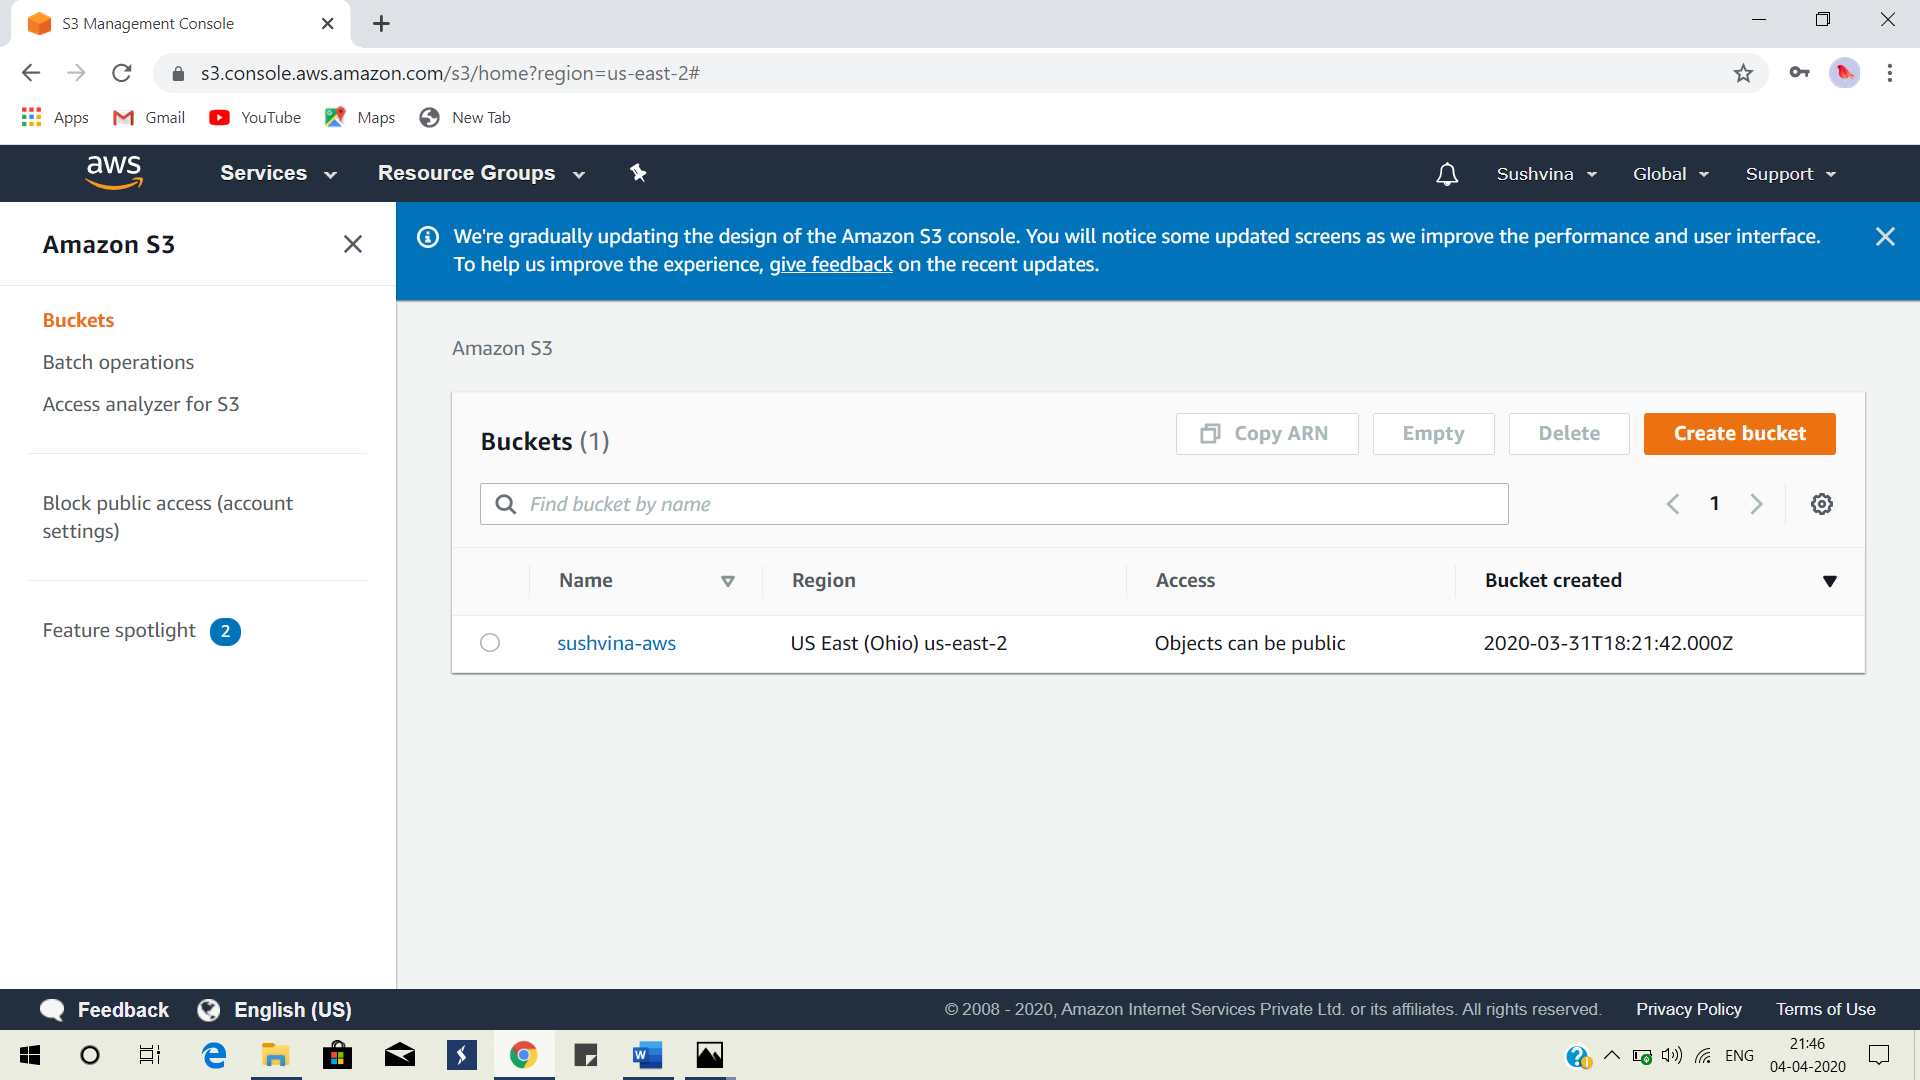 S3 Management Console
s3.console.aws.amazon.com/s3/home?region=us-east-2#
Apps Gmail YouTube Maps New Tab
aws Services Resource Groups Sushvina Global Support
Amazon S3
Buckets
Batch operations
Access analyzer for S3
Block public access (account
settings)
Feature spotlight 2
We're gradually updating the design of the Amazon S3 console. You will notice some updated screens as we improve the performance and user interface.
To help us improve the experience, give feedback on the recent updates.
Amazon S3
Buckets (1) Copy ARN Empty Delete Create bucket
Find bucket by name 1
Name Region Access Bucket created
sushvina-aws US East (Ohio) us-east-2 Objects can be public 2020-03-31T18:21:42.000Z
Feedback English (US) © 2008 - 2020, Amazon Internet Services Private Ltd. or its affiliates. All rights reserved. Privacy Policy Terms of Use
ENG 21:46
04-04-2020